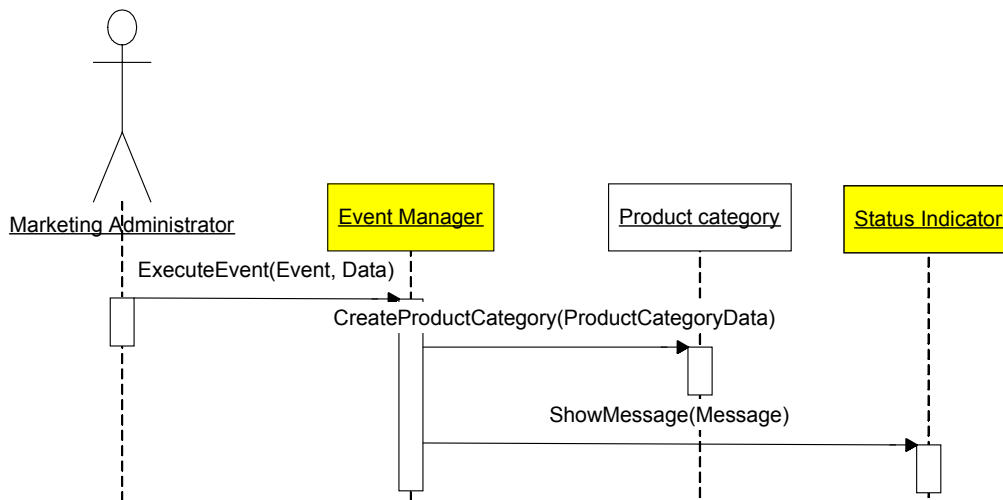 Marketing Administrator
Event Manager
Product category
Status Indicator
ExecuteEvent(Event, Data)
CreateProductCategory(ProductCategoryData)
ShowMessage(Message)